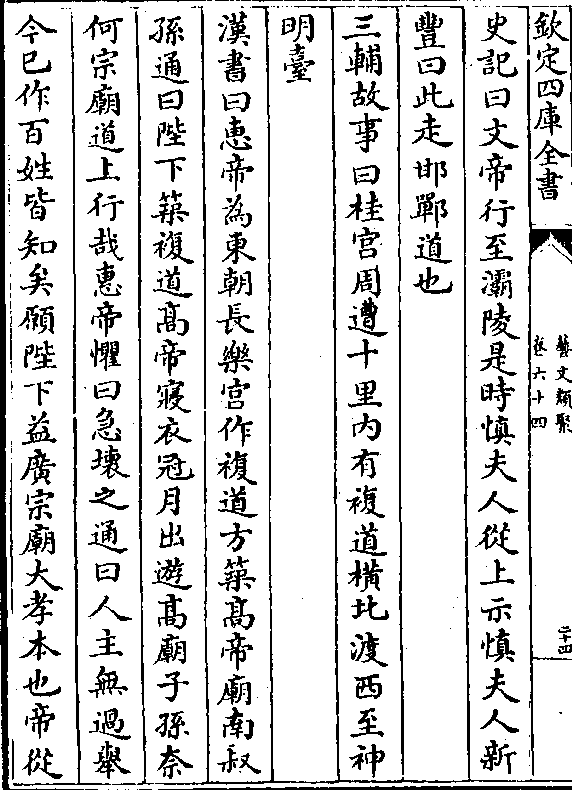 欽定四庫全書
藝文類聚
卷六十四
二十四
史記曰文帝行至灞陵是時慎夫人從上示慎夫人新
豐曰此走邯鄲道也
三輔故事曰桂宫周遭十里内有複道横北渡西至神
明臺
漢書曰惠帝為東朝長樂宫作複道方築髙帝廟南叔
孫通曰陛下築複道髙帝寢衣冠月出遊髙廟子孫奈
何宗廟道上行哉惠帝懼曰急壊之通曰人主無過舉
今已作百姓皆知矣願陛下益廣宗廟大孝本也帝從